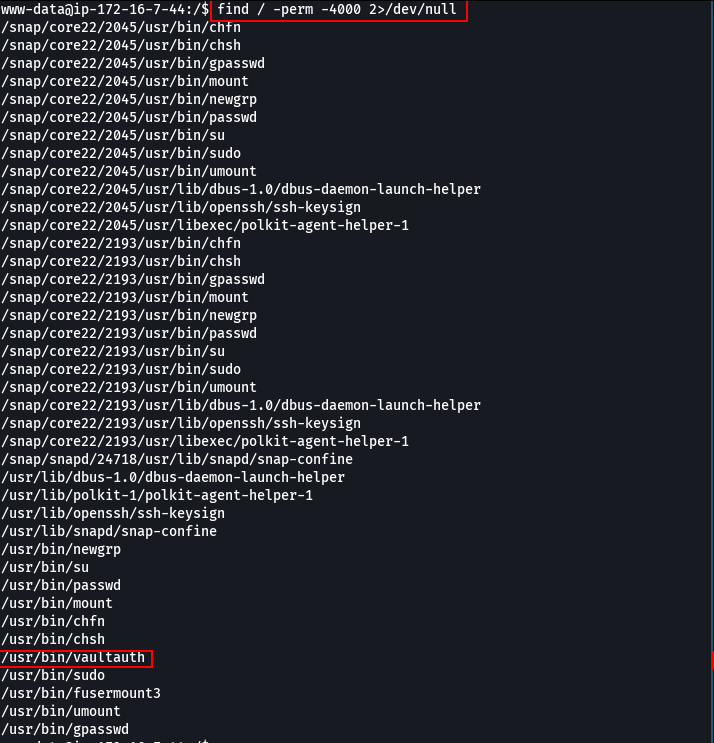 www-data@ip-172-16-7-44:/$ find / -perm -4000 2>/dev/null
/snap/core22/2045/usr/bin/chfn
/snap/core22/2045/usr/bin/chsh
/snap/core22/2045/usr/bin/gpasswd
/snap/core22/2045/usr/bin/mount
/snap/core22/2045/usr/bin/newgrp
/snap/core22/2045/usr/bin/passwd
/snap/core22/2045/usr/bin/su
/snap/core22/2045/usr/bin/sudo
/snap/core22/2045/usr/bin/umount
/snap/core22/2045/usr/lib/dbus-1.0/dbus-daemon-launch-helper
/snap/core22/2045/usr/lib/openssh/ssh-keysign
/snap/core22/2045/usr/libexec/polkit-agent-helper-1
/snap/core22/2193/usr/bin/chfn
/snap/core22/2193/usr/bin/chsh
/snap/core22/2193/usr/bin/gpasswd
/snap/core22/2193/usr/bin/mount
/snap/core22/2193/usr/bin/newgrp
/snap/core22/2193/usr/bin/passwd
/snap/core22/2193/usr/bin/su
/snap/core22/2193/usr/bin/sudo
/snap/core22/2193/usr/bin/umount
/snap/core22/2193/usr/lib/dbus-1.0/dbus-daemon-launch-helper
/snap/core22/2193/usr/lib/openssh/ssh-keysign
/snap/core22/2193/usr/libexec/polkit-agent-helper-1
/snap/snapd/24718/usr/lib/snapd/snap-confine
/usr/lib/dbus-1.0/dbus-daemon-launch-helper
/usr/lib/polkit-1/polkit-agent-helper-1
/usr/lib/openssh/ssh-keysign
/usr/lib/snapd/snap-confine
/usr/bin/newgrp
/usr/bin/su
/usr/bin/passwd
/usr/bin/mount
/usr/bin/chfn
/usr/bin/chsh
/usr/bin/vaultauth
/usr/bin/sudo
/usr/bin/fusermount3
/usr/bin/umount
/usr/bin/gpasswd